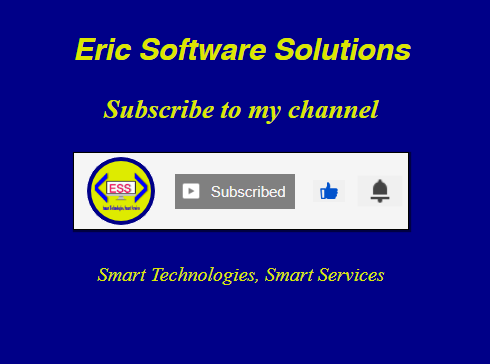 Eric Software Solutions
Subscribe to my channel
ESS
Smart Technologies, Smart Services
Subscribed
Smart Technologies, Smart Services